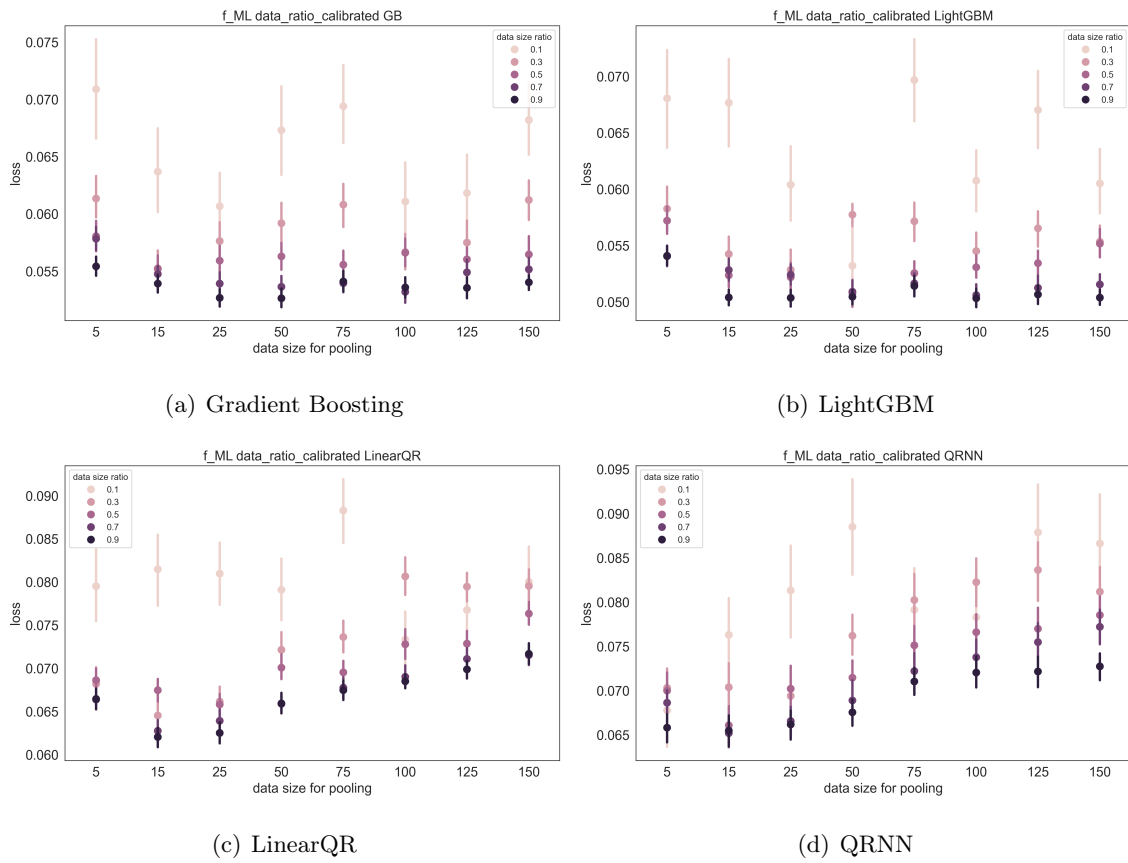 f_ML data_ratio_calibrated GB
data size ratio
0.1
0.3
0.5
0.7
0.9
0.075
0.070
0.065
0.060
0.055
loss
5 15 25 50 75 100 125 150
data size for pooling
(a) Gradient Boosting
f_ML data_ratio_calibrated LightGBM
data size ratio
0.1
0.3
0.5
0.7
0.9
0.070
0.065
0.060
0.055
0.050
loss
5 15 25 50 75 100 125 150
data size for pooling
(b) LightGBM
f_ML data_ratio_calibrated LinearQR
data size ratio
0.1
0.3
0.5
0.7
0.9
0.090
0.085
0.080
0.075
0.070
0.065
0.060
loss
5 15 25 50 75 100 125 150
data size for pooling
(c) LinearQR
f_ML data_ratio_calibrated QRNN
data size ratio
0.1
0.3
0.5
0.7
0.9
0.095
0.090
0.085
0.080
0.075
0.070
0.065
loss
5 15 25 50 75 100 125 150
data size for pooling
(d) QRNN